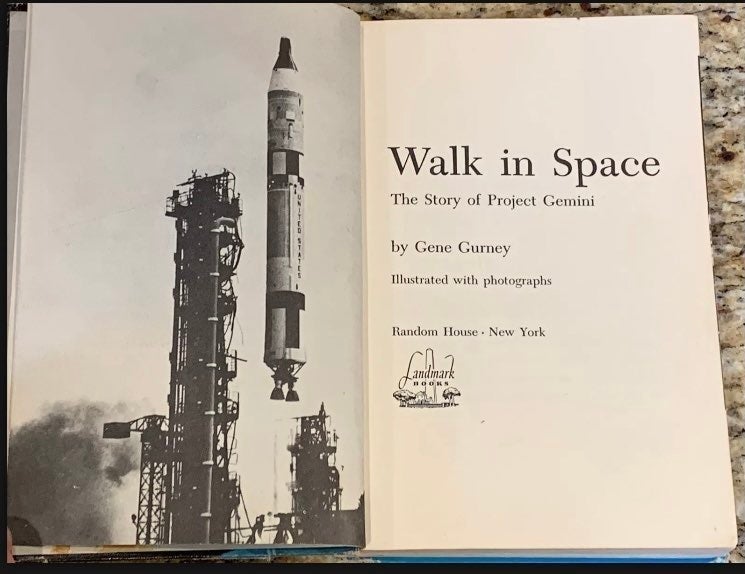 UNITED STATES
Walk in Space
The Story of Project Gemini
by Gene Gurney
Illustrated with photographs
Random House · New York
Landmark
BOOKS